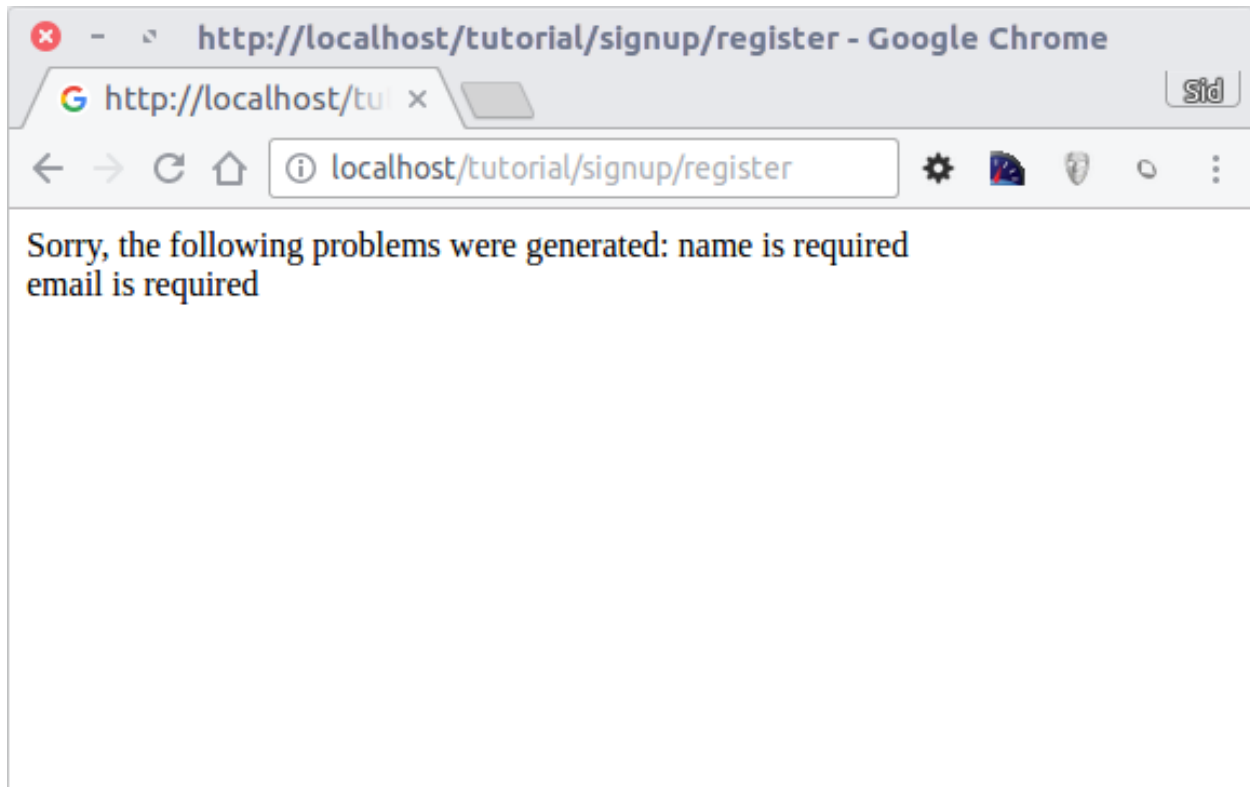 http://localhost/tutorial/signup/register - Google Chrome
http://localhost/tu
Sid
localhost/tutorial/signup/register
Sorry, the following problems were generated: name is required
email is required